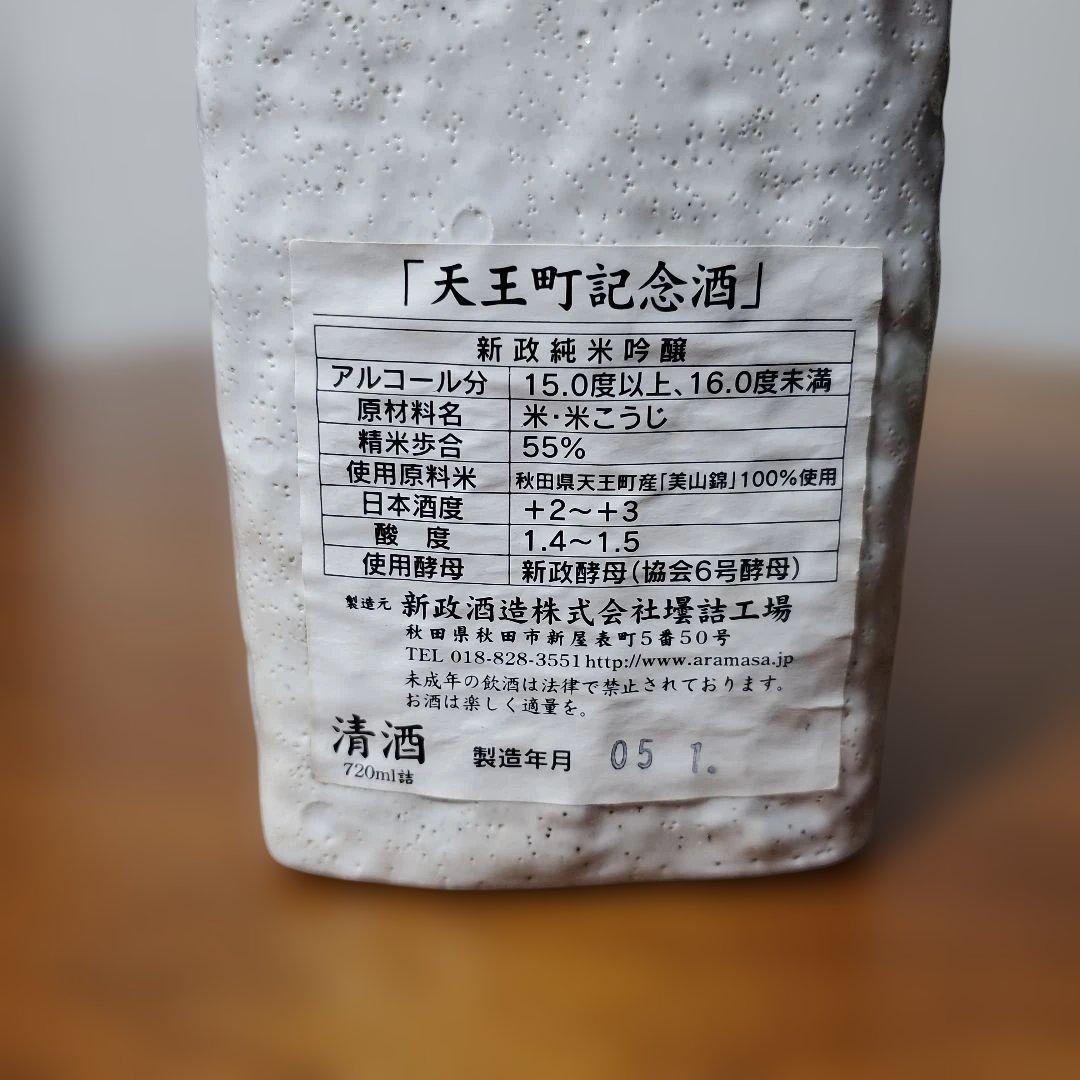 「天王町記念酒」
新政純米吟醸
アルコール分 15.0度以上、16.0度未満
原材料名 米・米こうじ
精米歩合 55%
使用原料米 秋田県天王町産「美山錦」100%使用
日本酒度 +2〜+3
酸 度 1.4〜1.5
使用酵母 新政酵母(協会6号酵母)
製造元 新政酒造株式会社壜詰工場
秋田県秋田市新屋表町5番50号
TEL 018-828-3551 http://www.aramasa.jp
未成年の飲酒は法律で禁止されております。
お酒は楽しく適量を。
清酒 製造年月 05 1.
720ml詰